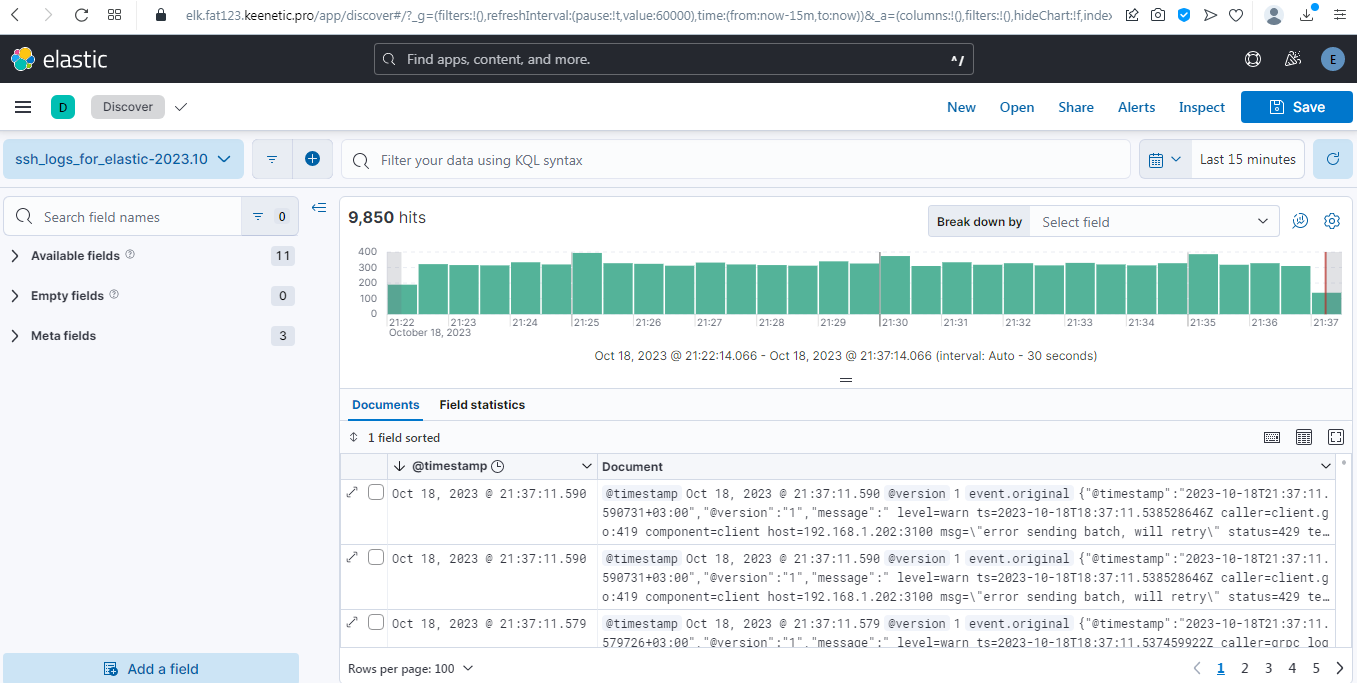 elk.fat123.keenetic.pro/app/discover#/?_g=(filters:!(),refreshInterval:(pause:!t,value:60000),time:(from:now-15m,to:now))&_a=(columns:!(),filters:!(),hideChart:!f,index
elastic
Find apps, content, and more.
^/
E
D
Discover
New
Open
Share
Alerts
Inspect
Save
ssh_logs_for_elastic-2023.10
Filter your data using KQL syntax
Last 15 minutes
Search field names
0
Available fields
11
Empty fields
0
Meta fields
3
Add a field
9,850 hits
Break down by
Select field
400
300
200
100
0
21:22 21:23 21:24 21:25 21:26 21:27 21:28 21:29 21:30 21:31 21:32 21:33 21:34 21:35 21:36 21:37
October 18, 2023
Oct 18, 2023 @ 21:22:14.066 - Oct 18, 2023 @ 21:37:14.066 (interval: Auto - 30 seconds)
Documents
Field statistics
1 field sorted
@timestamp
Document
Oct 18, 2023 @ 21:37:11.590
@timestamp Oct 18, 2023 @ 21:37:11.590 @version 1 event.original {"@timestamp":"2023-10-18T21:37:11.
590731+03:00","@version":"1","message":" level=warn ts=2023-10-18T18:37:11.538528646Z caller=client.g
o:419 component=client host=192.168.1.202:3100 msg=\"error sending batch, will retry\" status=429 te…
Oct 18, 2023 @ 21:37:11.590
@timestamp Oct 18, 2023 @ 21:37:11.590 @version 1 event.original {"@timestamp":"2023-10-18T21:37:11.
590731+03:00","@version":"1","message":" level=warn ts=2023-10-18T18:37:11.538528646Z caller=client.g
o:419 component=client host=192.168.1.202:3100 msg=\"error sending batch, will retry\" status=429 te…
Oct 18, 2023 @ 21:37:11.579
@timestamp Oct 18, 2023 @ 21:37:11.579 @version 1 event.original {"@timestamp":"2023-10-18T21:37:11.
579726+03:00","@version":"1","message":" level=warn ts=2023-10-18T18:37:11.537459922Z caller=grpc_log
Rows per page: 100
1 2 3 4 5